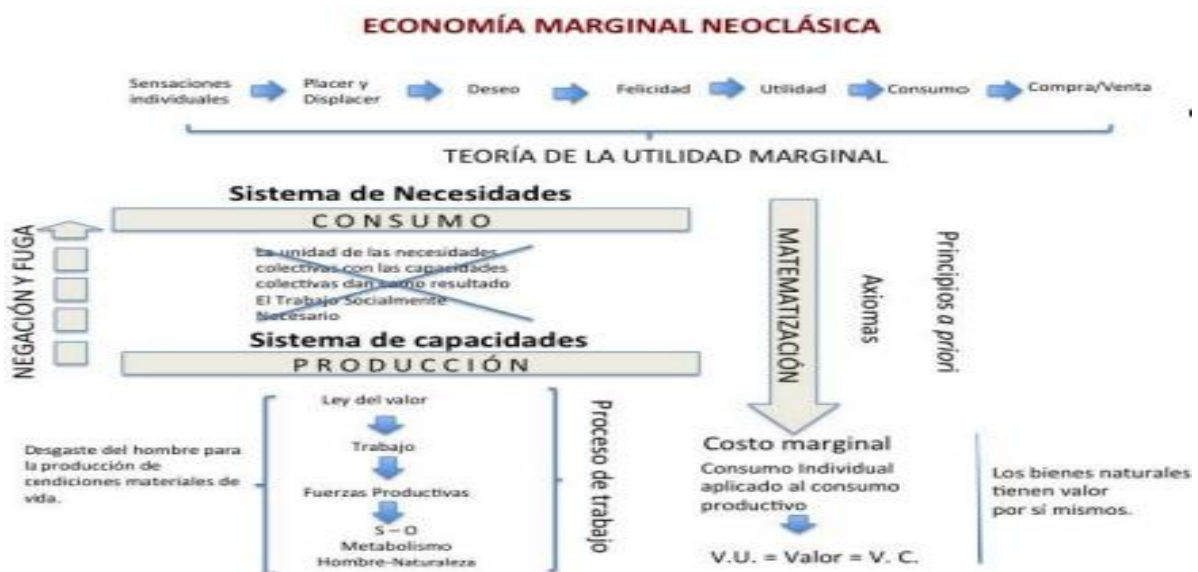 ECONOMÍA MARGINAL NEOCLÁSICA
Sensaciones
individuales
Placer y
Displacer
Deseo
Felicidad
Utilidad
Consumo
Compra/Venta
TEORÍA DE LA UTILIDAD MARGINAL
Sistema de Necesidades
CONSUMO
La unidad de las necesidades
colectivas con las capacidades
colectivas dan como resultado
El Trabajo Socialmente
Necesario
Sistema de capacidades
PRODUCCIÓN
NEGACIÓN Y FUGA
Desgaste del hombre para
la producción de
condiciones materiales de
vida.
Ley del valor
Trabajo
Fuerzas Productivas
S – O
Metabolismo
Hombre-Naturaleza
Proceso de trabajo
MATEMATIZACIÓN
Axiomas
Principios a priori
Costo marginal
Consumo Individual
aplicado al consumo
productivo
V.U. = Valor = V. C.
Los bienes naturales
tienen valor
por sí mismos.